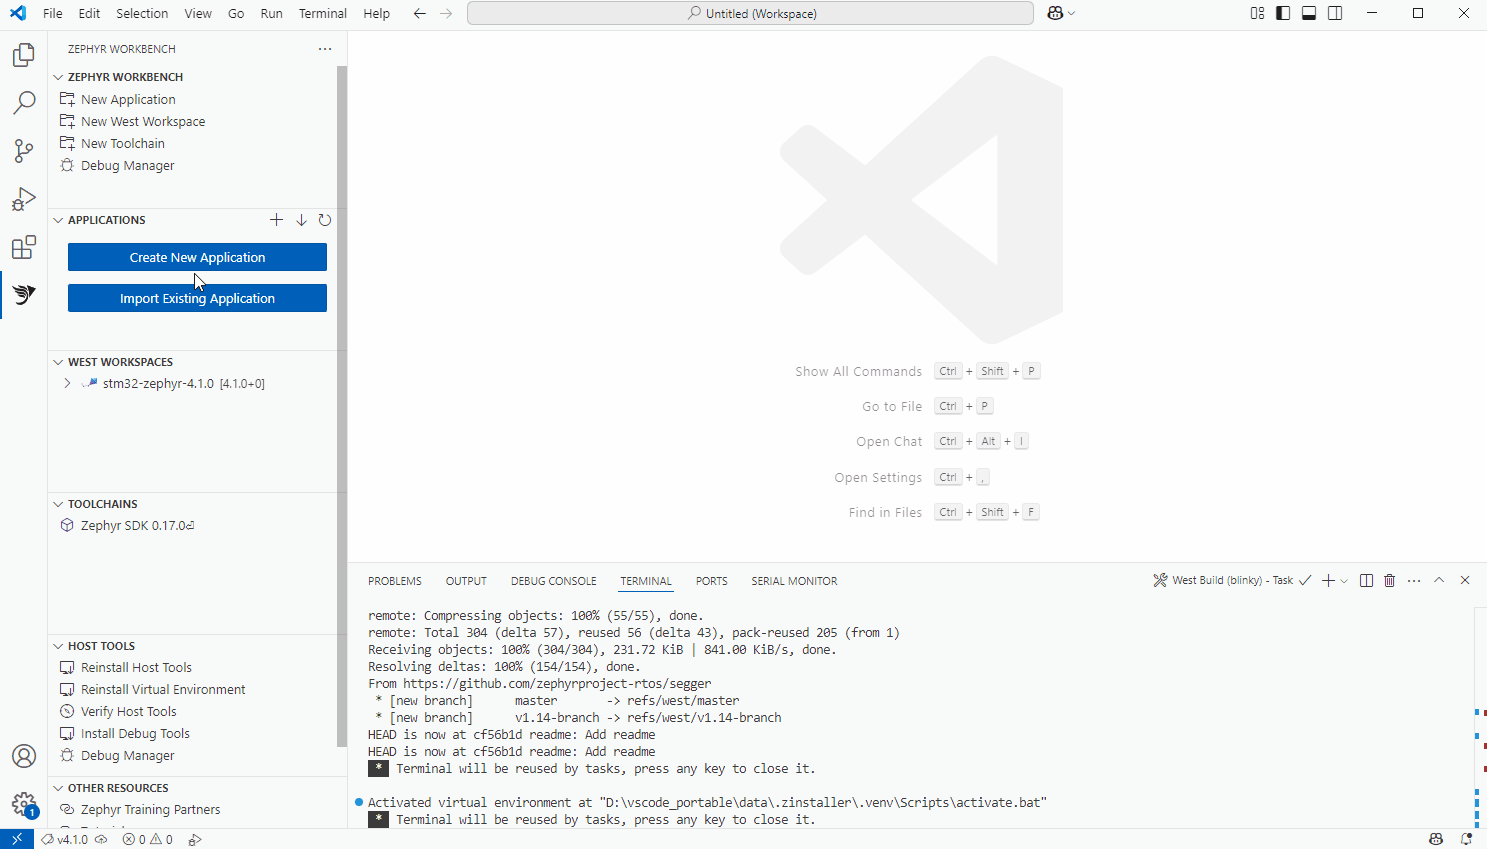 File Edit Selection View Go Run Terminal Help
Untitled (Workspace)
ZEPHYR WORKBENCH
ZEPHYR WORKBENCH
New Application
New West Workspace
New Toolchain
Debug Manager
APPLICATIONS
Create New Application
Import Existing Application
WEST WORKSPACES
stm32-zephyr-4.1.0 [4.1.0+0]
TOOLCHAINS
Zephyr SDK 0.17.0
HOST TOOLS
Reinstall Host Tools
Reinstall Virtual Environment
Verify Host Tools
Install Debug Tools
Debug Manager
OTHER RESOURCES
Zephyr Training Partners
Show All Commands Ctrl + Shift + P
Go to File Ctrl + P
Open Chat Ctrl + Alt + I
Open Settings Ctrl + ,
Find in Files Ctrl + Shift + F
PROBLEMS OUTPUT DEBUG CONSOLE TERMINAL PORTS SERIAL MONITOR
West Build (blinky) - Task
remote: Compressing objects: 100% (55/55), done.
remote: Total 304 (delta 57), reused 56 (delta 43), pack-reused 205 (from 1)
Receiving objects: 100% (304/304), 231.72 KiB | 841.00 KiB/s, done.
Resolving deltas: 100% (154/154), done.
From https://github.com/zephyrproject-rtos/segger
* [new branch] master -> refs/west/master
* [new branch] v1.14-branch -> refs/west/v1.14-branch
HEAD is now at cf56b1d readme: Add readme
HEAD is now at cf56b1d readme: Add readme
* Terminal will be reused by tasks, press any key to close it.
Activated virtual environment at "D:\vscode_portable\data\.zinstaller\.venv\Scripts\activate.bat"
* Terminal will be reused by tasks, press any key to close it.
1
v4.1.0 0 0